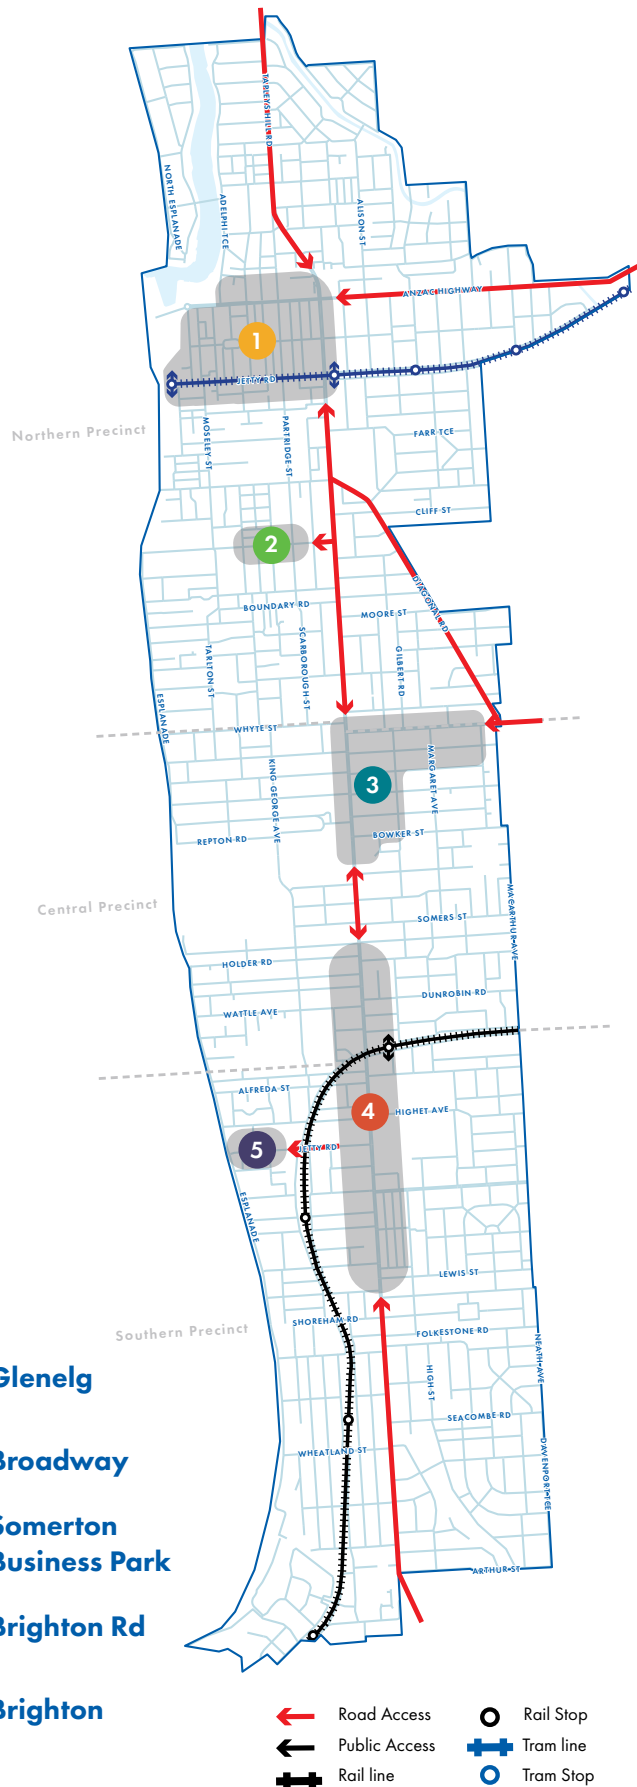 TAPLEYS HILL RD
NORTH ESPLANADE
ADELPHI TCE
ALISON ST
ANZAC HIGHWAY
1
JETTY RD
Northern Precinct
MOSELEY ST
PARTRIDGE ST
FARR TCE
CLIFF ST
2
DIAGONAL RD
BOUNDARY RD
MOORE ST
TARLTON ST
SCARBOROUGH ST
GILBERT RD
ESPLANADE
WHYTE ST
KING GEORGE AVE
3
MARGARET AVE
REPTON RD
BOWKER ST
Central Precinct
MACARTHUR AVE
SOMERS ST
HOLDER RD
DUNROBIN RD
WATTLE AVE
ALFREDA ST
4
HIGHET AVE
5
JETTY RD
ESPLANADE
LEWIS ST
Southern Precinct
SHOREHAM RD
FOLKESTONE RD
NEATH AVE
HIGH ST
SEACOMBE RD
WHEATLAND ST
DAVENPORT TCE
ARTHUR ST
Glenelg
Broadway
Somerton
Business Park
Brighton Rd
Brighton
Road Access
Rail Stop
Public Access
Tram line
Rail line
Tram Stop